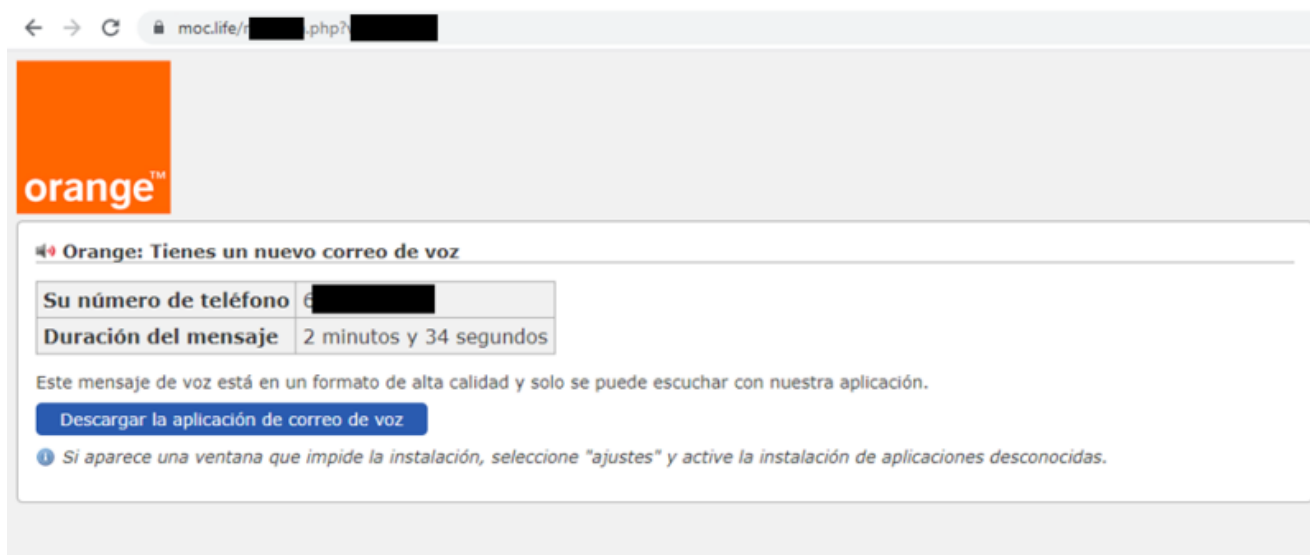 moc.life/r .php?
orange™
Orange: Tienes un nuevo correo de voz
Su número de teléfono 6
Duración del mensaje 2 minutos y 34 segundos
Este mensaje de voz está en un formato de alta calidad y solo se puede escuchar con nuestra aplicación.
Descargar la aplicación de correo de voz
Si aparece una ventana que impide la instalación, seleccione "ajustes" y active la instalación de aplicaciones desconocidas.